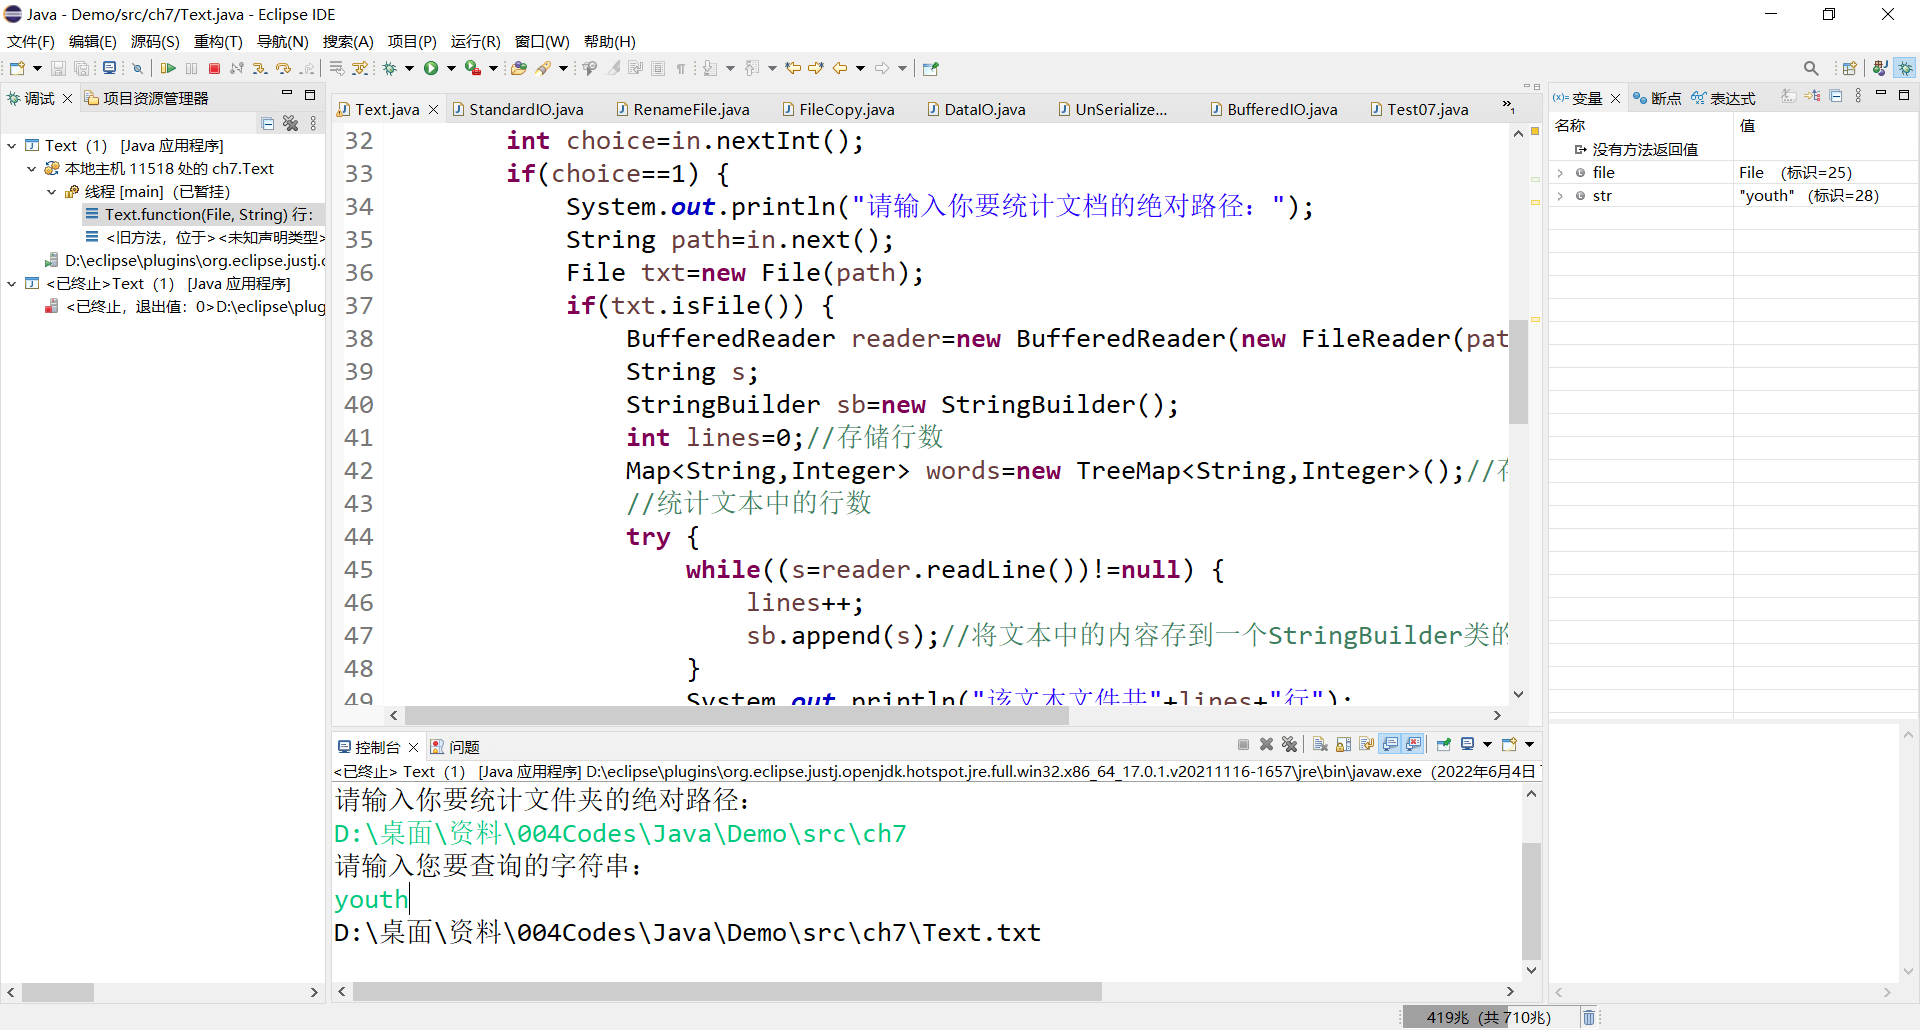 Java - Demo/src/ch7/Text.java - Eclipse IDE
文件(F) 编辑(E) 源码(S) 重构(T) 导航(N) 搜索(A) 项目(P) 运行(R) 窗口(W) 帮助(H)
调试 项目资源管理器
Text（1） [Java 应用程序]
本地主机 11518 处的 ch7.Text
线程 [main]（已暂挂）
Text.function(File, String) 行：
<旧方法，位于><未知声明类型>
D:\eclipse\plugins\org.eclipse.justj.o
<已终止>Text（1） [Java 应用程序]
<已终止，退出值：0>D:\eclipse\plug
Text.java StandardIO.java RenameFile.java FileCopy.java DataIO.java UnSerialize... BufferedIO.java Test07.java »1
32 int choice=in.nextInt();
33 if(choice==1) {
34 System.out.println("请输入你要统计文档的绝对路径：");
35 String path=in.next();
36 File txt=new File(path);
37 if(txt.isFile()) {
38 BufferedReader reader=new BufferedReader(new FileReader(pat
39 String s;
40 StringBuilder sb=new StringBuilder();
41 int lines=0;//存储行数
42 Map<String,Integer> words=new TreeMap<String,Integer>();//存
43 //统计文本中的行数
44 try {
45 while((s=reader.readLine())!=null) {
46 lines++;
47 sb.append(s);//将文本中的内容存到一个StringBuilder类的
48 }
49 System.out.println("该文本文件共"+lines+"行");
变量 断点 表达式
名称 值
没有方法返回值
file File （标识=25）
str "youth" （标识=28）
控制台 问题
<已终止> Text（1） [Java 应用程序] D:\eclipse\plugins\org.eclipse.justj.openjdk.hotspot.jre.full.win32.x86_64_17.0.1.v20211116-1657\jre\bin\javaw.exe（2022年6月4日
请输入你要统计文件夹的绝对路径：
D:\桌面\资料\004Codes\Java\Demo\src\ch7
请输入您要查询的字符串：
youth
D:\桌面\资料\004Codes\Java\Demo\src\ch7\Text.txt
419兆（共 710兆）